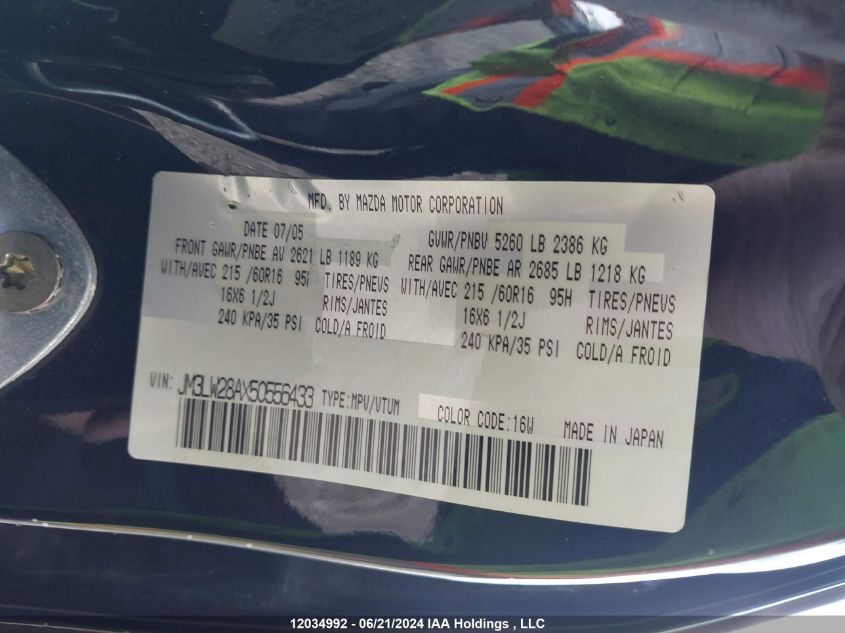 MFD. BY MAZDA MOTOR CORPORATION
DATE 07/05 GVWR/PNBV 5260 LB 2386 KG
FRONT GAWR/PNBE AV 2621 LB 1189 KG REAR GAWR/PNBE AR 2685 LB 1218 KG
WITH/AVEC 215 /60R16 95H TIRES/PNEUS WITH/AVEC 215 /60R16 95H TIRES/PNEUS
16X6 1/2J RIMS/JANTES 16X6 1/2J RIMS/JANTES
240 KPA/35 PSI COLD/A FROID 240 KPA/35 PSI COLD/A FROID
VIN: JM3LW28AX50556433 TYPE:MPV/VTUM COLOR CODE:16W MADE IN JAPAN
12034992 - 06/21/2024 IAA Holdings , LLC